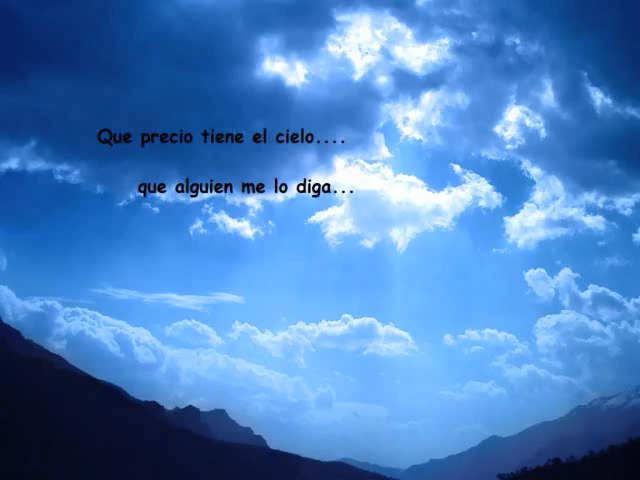 Que precio tiene el cielo....
que alguien me lo diga...